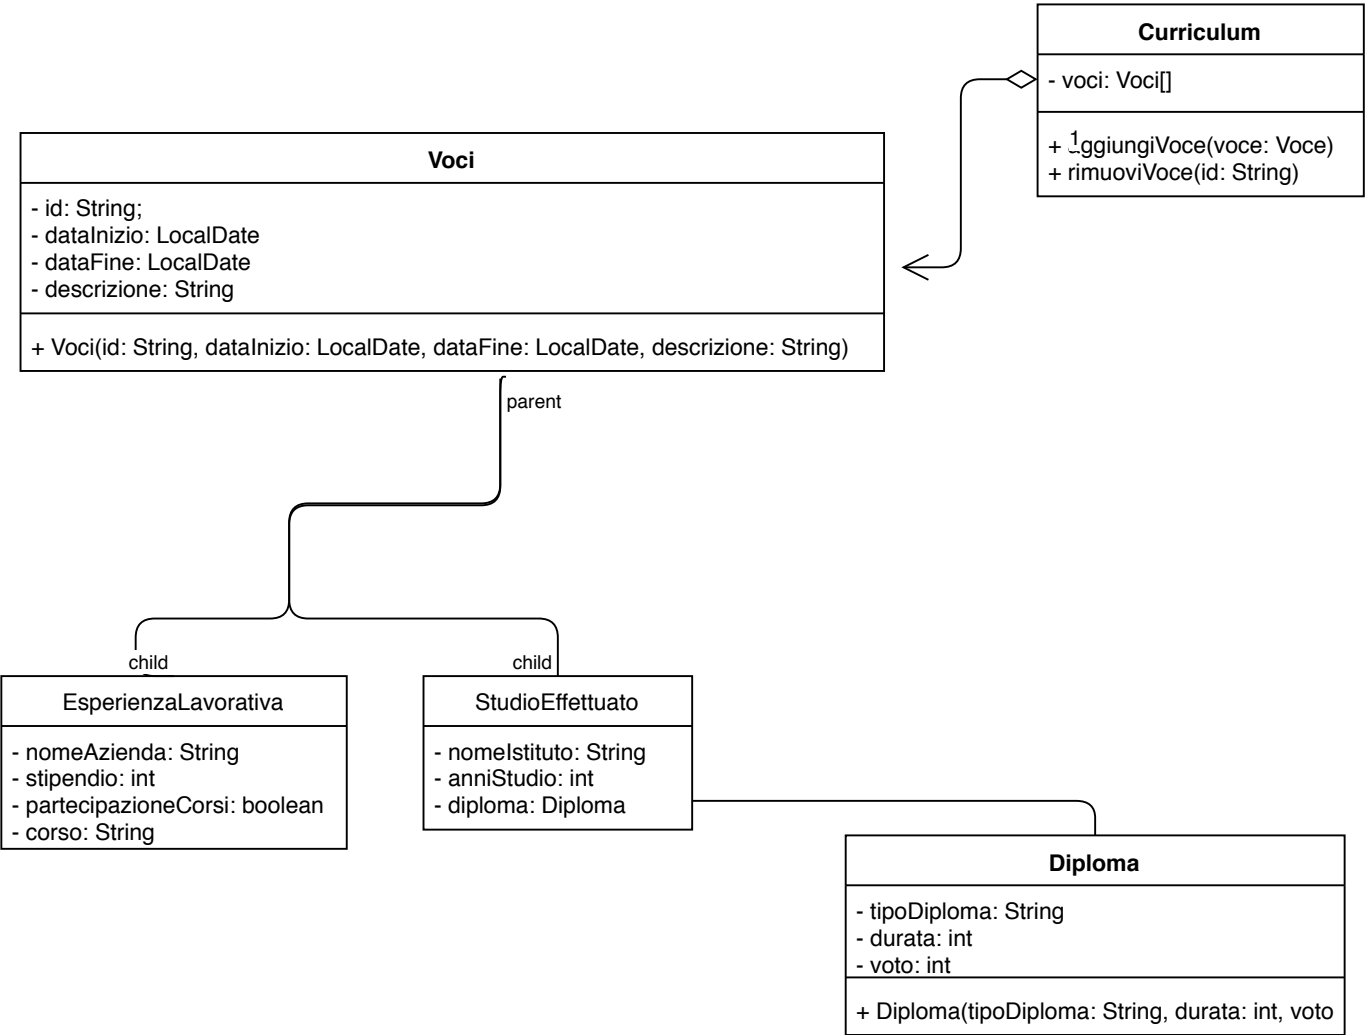 Curriculum
- voci: Voci[]
1
+ aggiungiVoce(voce: Voce)
+ rimuoviVoce(id: String)
Voci
- id: String;
- dataInizio: LocalDate
- dataFine: LocalDate
- descrizione: String
+ Voci(id: String, dataInizio: LocalDate, dataFine: LocalDate, descrizione: String)
parent
child
child
EsperienzaLavorativa
- nomeAzienda: String
- stipendio: int
- partecipazioneCorsi: boolean
- corso: String
StudioEffettuato
- nomeIstituto: String
- anniStudio: int
- diploma: Diploma
Diploma
- tipoDiploma: String
- durata: int
- voto: int
+ Diploma(tipoDiploma: String, durata: int, voto